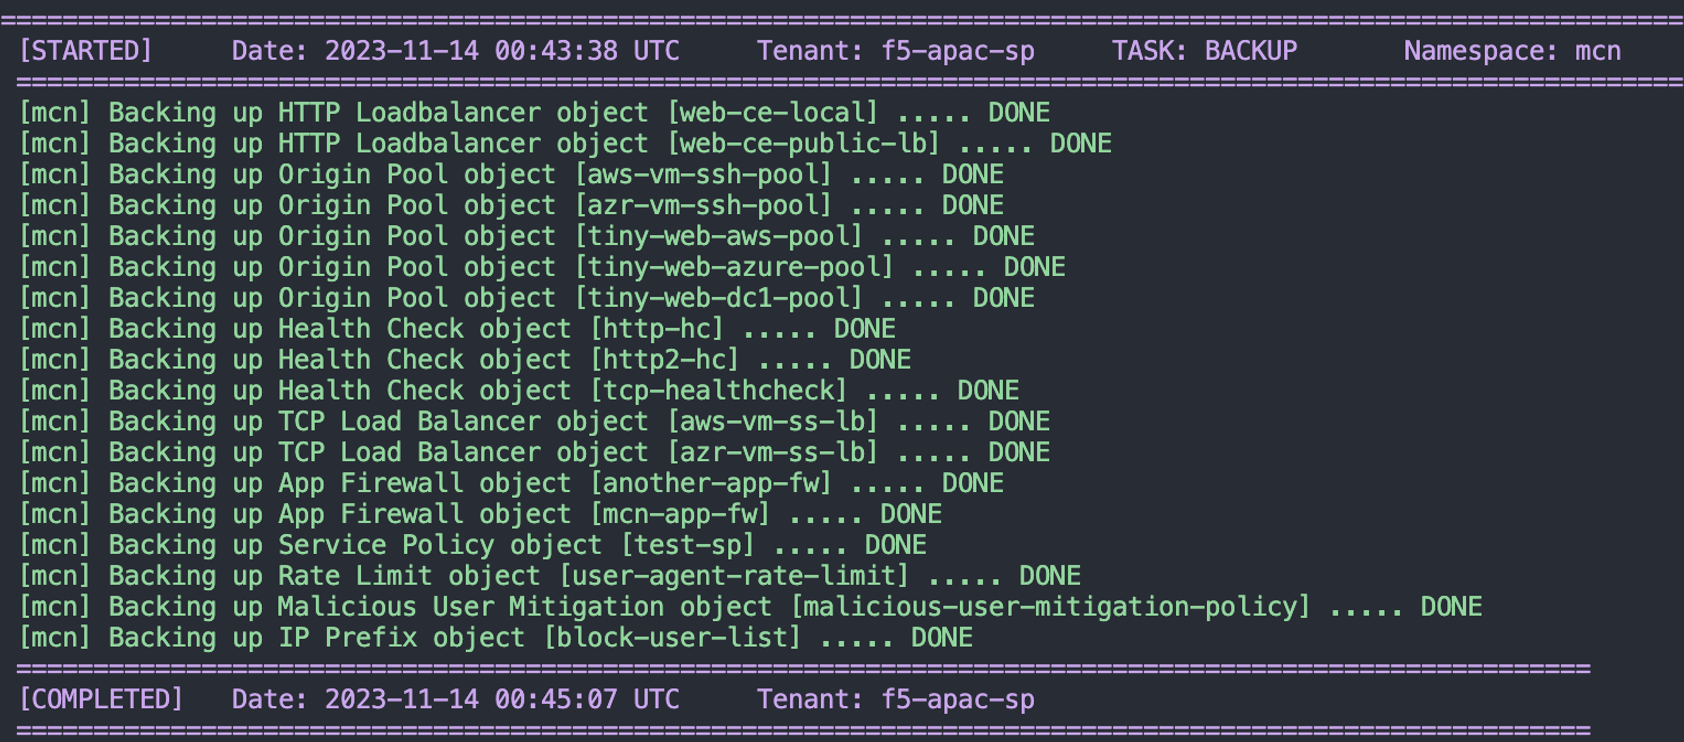 ====================================================================================================
[STARTED]     Date: 2023-11-14 00:43:38 UTC     Tenant: f5-apac-sp     TASK: BACKUP       Namespace: mcn
====================================================================================================
[mcn] Backing up HTTP Loadbalancer object [web-ce-local] ..... DONE
[mcn] Backing up HTTP Loadbalancer object [web-ce-public-lb] ..... DONE
[mcn] Backing up Origin Pool object [aws-vm-ssh-pool] ..... DONE
[mcn] Backing up Origin Pool object [azr-vm-ssh-pool] ..... DONE
[mcn] Backing up Origin Pool object [tiny-web-aws-pool] ..... DONE
[mcn] Backing up Origin Pool object [tiny-web-azure-pool] ..... DONE
[mcn] Backing up Origin Pool object [tiny-web-dc1-pool] ..... DONE
[mcn] Backing up Health Check object [http-hc] ..... DONE
[mcn] Backing up Health Check object [http2-hc] ..... DONE
[mcn] Backing up Health Check object [tcp-healthcheck] ..... DONE
[mcn] Backing up TCP Load Balancer object [aws-vm-ss-lb] ..... DONE
[mcn] Backing up TCP Load Balancer object [azr-vm-ss-lb] ..... DONE
[mcn] Backing up App Firewall object [another-app-fw] ..... DONE
[mcn] Backing up App Firewall object [mcn-app-fw] ..... DONE
[mcn] Backing up Service Policy object [test-sp] ..... DONE
[mcn] Backing up Rate Limit object [user-agent-rate-limit] ..... DONE
[mcn] Backing up Malicious User Mitigation object [malicious-user-mitigation-policy] ..... DONE
[mcn] Backing up IP Prefix object [block-user-list] ..... DONE
====================================================================================================
[COMPLETED]   Date: 2023-11-14 00:45:07 UTC     Tenant: f5-apac-sp
====================================================================================================